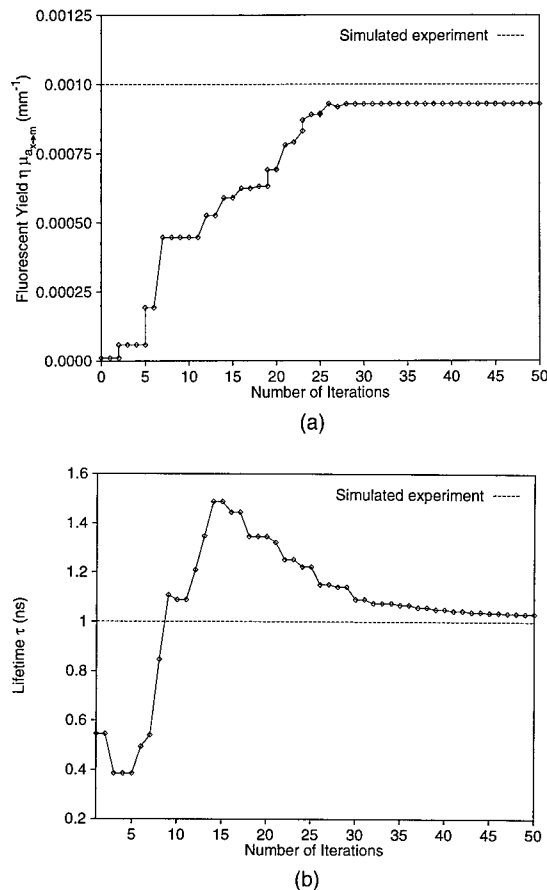 0.00125
Simulated experiment
0.0010
0.00075
0.00050
0.00025
0.0000
Fluorescent Yield η μ_{a_{x→m}} (mm⁻¹)
0 5 10 15 20 25 30 35 40 45 50
Number of Iterations
(a)
1.6
Simulated experiment
1.4
1.2
1
0.8
0.6
0.4
0.2
Lifetime τ (ns)
5 10 15 20 25 30 35 40 45 50
Number of Iterations
(b)